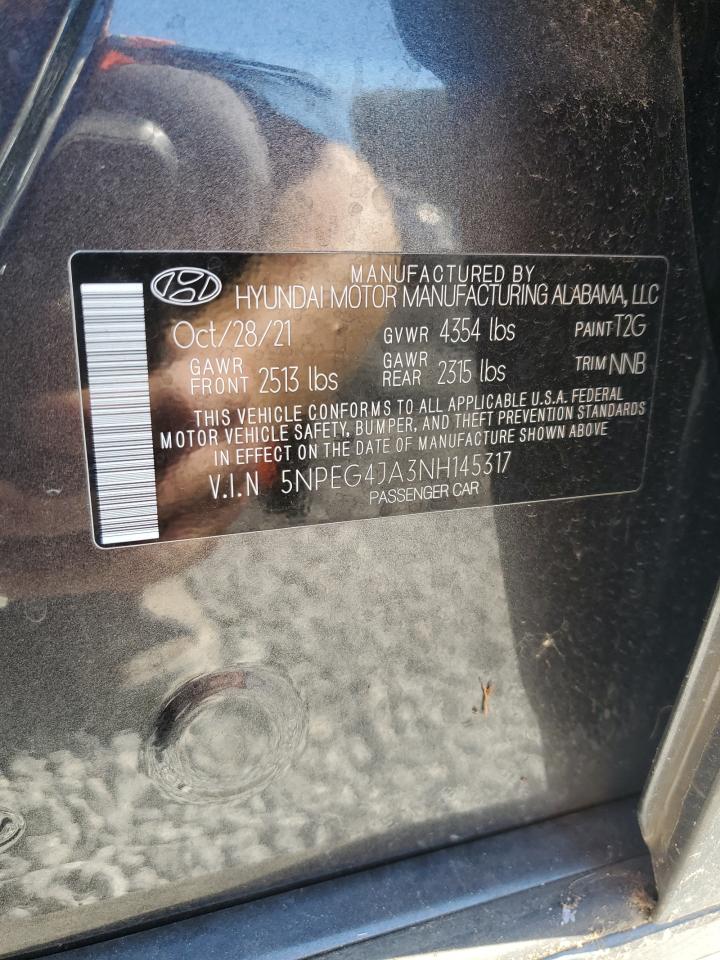 MANUFACTURED BY
HYUNDAI MOTOR MANUFACTURING ALABAMA, LLC
Oct/28/21 GVWR 4354 lbs PAINT T2G
GAWR FRONT 2513 lbs GAWR REAR 2315 lbs TRIM NNB
THIS VEHICLE CONFORMS TO ALL APPLICABLE U.S.A. FEDERAL
MOTOR VEHICLE SAFETY, BUMPER, AND THEFT PREVENTION STANDARDS
IN EFFECT ON THE DATE OF MANUFACTURE SHOWN ABOVE
V.I.N 5NPEG4JA3NH145317
PASSENGER CAR